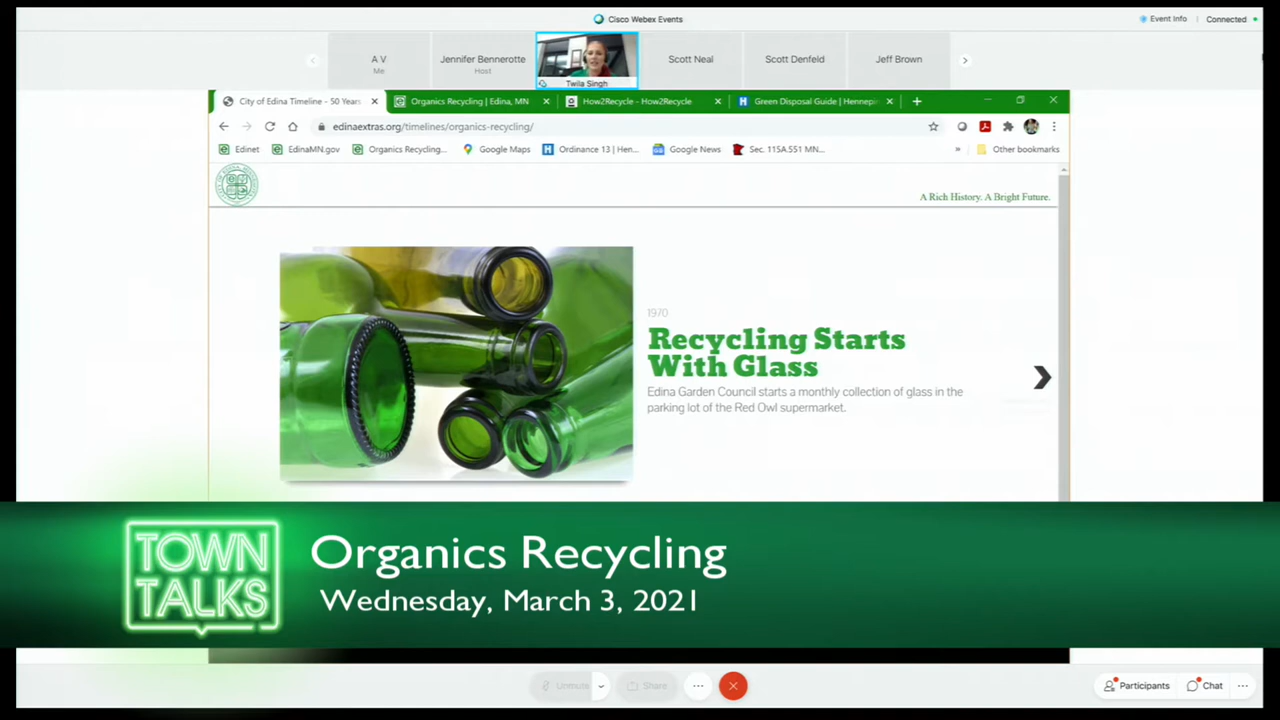 Cisco Webex Events
Event Info
Connected
A V
Me
Jennifer Bennerotte
Host
Twila Singh
Scott Neal
Scott Denfeld
Jeff Brown
City of Edina Timeline - 50 Years
Organics Recycling | Edina, MN
How2Recycle - How2Recycle
Green Disposal Guide | Hennepin
edinaextras.org/timelines/organics-recycling/
Edinet
EdinaMN.gov
Organics Recycling...
Google Maps
Ordinance 13 | Hen...
Google News
Sec. 115A.551 MN...
»
Other bookmarks
A Rich History. A Bright Future.
1970
Recycling Starts
With Glass
Edina Garden Council starts a monthly collection of glass in the
parking lot of the Red Owl supermarket.
TOWN
TALKS
Organics Recycling
Wednesday, March 3, 2021
Unmute
Share
Participants
Chat